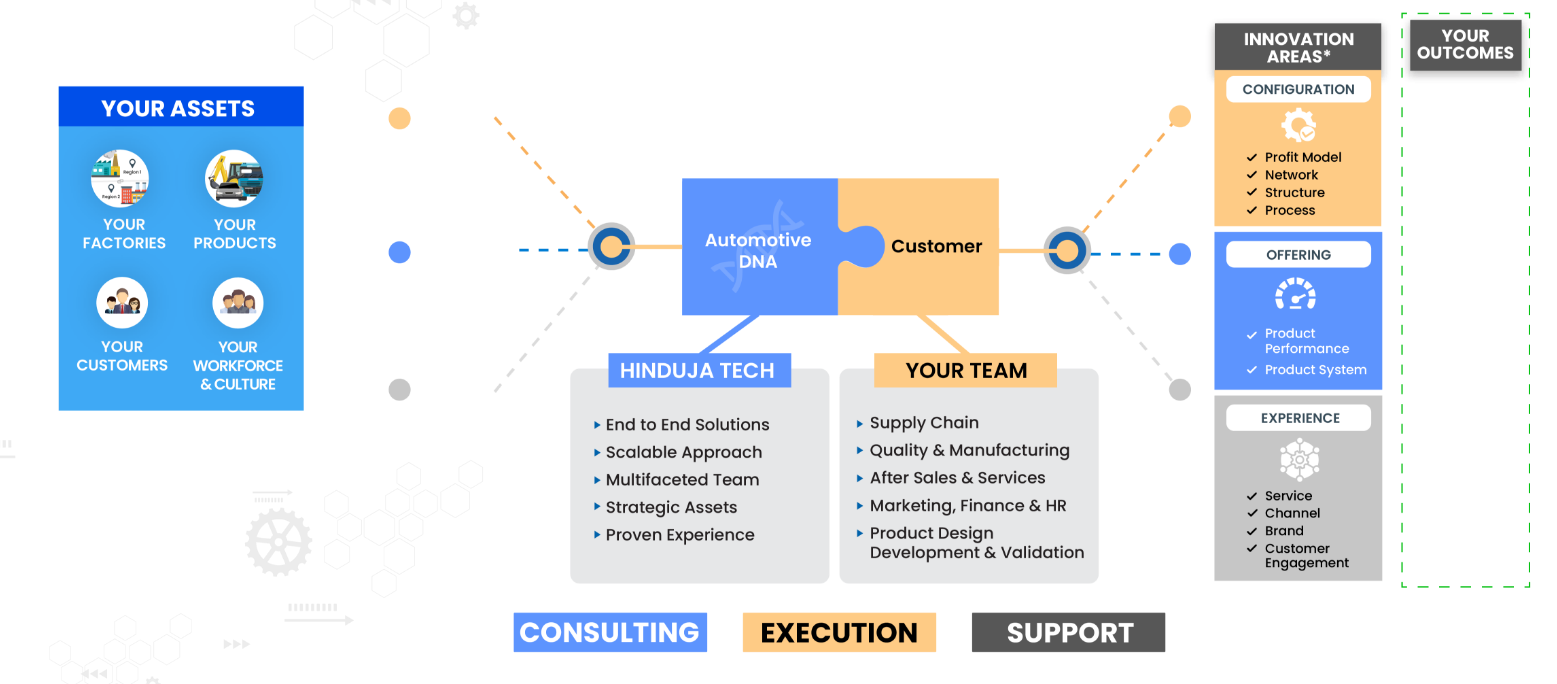 YOUR ASSETS
Region 1
Region 2
YOUR
FACTORIES
YOUR
PRODUCTS
YOUR
CUSTOMERS
YOUR
WORKFORCE
& CULTURE
Automotive
DNA
Customer
HINDUJA TECH
End to End Solutions
Scalable Approach
Multifaceted Team
Strategic Assets
Proven Experience
YOUR TEAM
Supply Chain
Quality & Manufacturing
After Sales & Services
Marketing, Finance & HR
Product Design
Development & Validation
CONSULTING
EXECUTION
SUPPORT
INNOVATION
AREAS*
CONFIGURATION
Profit Model
Network
Structure
Process
OFFERING
Product
Performance
Product System
EXPERIENCE
Service
Channel
Brand
Customer
Engagement
YOUR
OUTCOMES